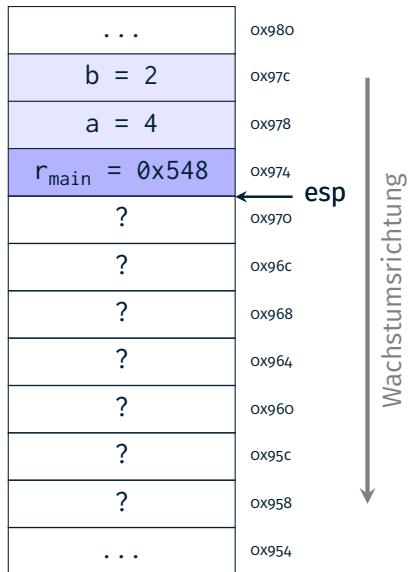 ... 0x980
b = 2 0x97c
a = 4 0x978
r_main = 0x548 0x974
esp
? 0x970
? 0x96c
? 0x968
? 0x964
? 0x960
? 0x95c
? 0x958
... 0x954
Wachstumsrichtung